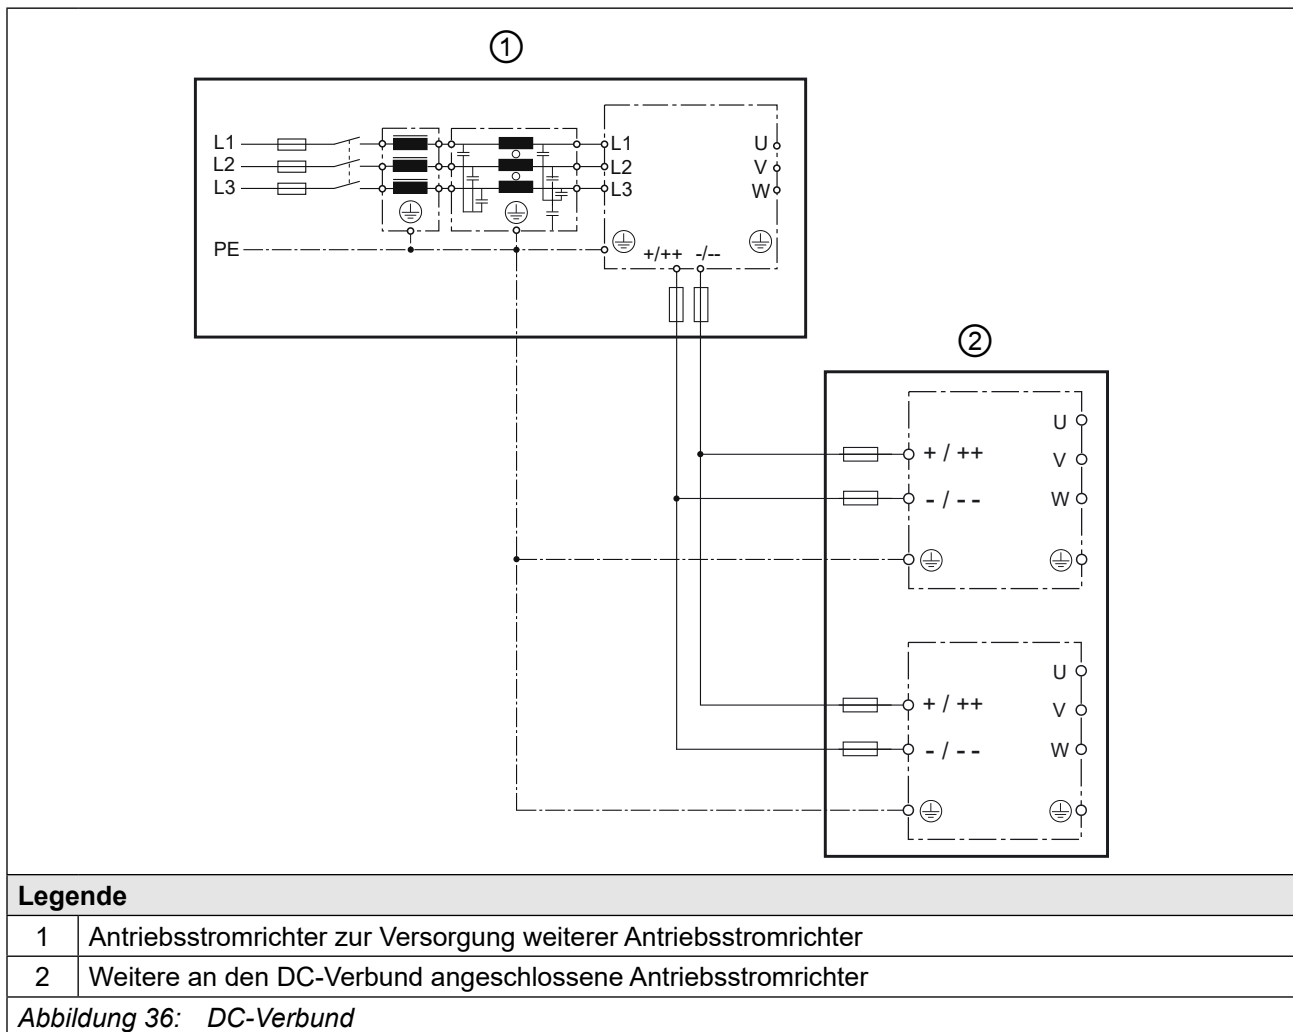 1
L1
L2
L3
PE
L1
L2
L3
U
V
W
+/++ -/--
2
U
+ / ++
V
- / - -
W
U
+ / ++
V
- / - -
W
Legende
1 Antriebsstromrichter zur Versorgung weiterer Antriebsstromrichter
2 Weitere an den DC-Verbund angeschlossene Antriebsstromrichter
Abbildung 36: DC-Verbund